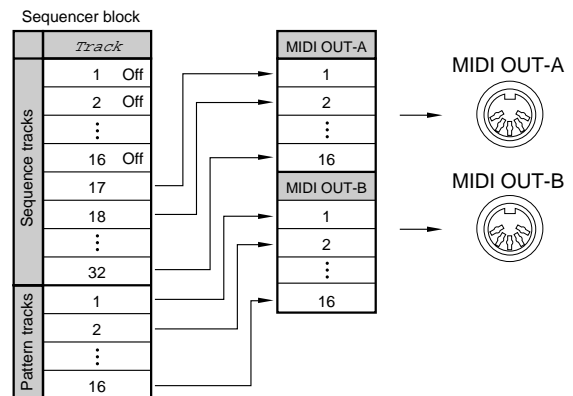 Sequencer block
Track
Sequence tracks
1 Off
2 Off
⋮
16 Off
17
18
⋮
32
Pattern tracks
1
2
⋮
16
MIDI OUT-A
1
2
⋮
16
MIDI OUT-B
1
2
⋮
16
MIDI OUT-A
MIDI OUT-B